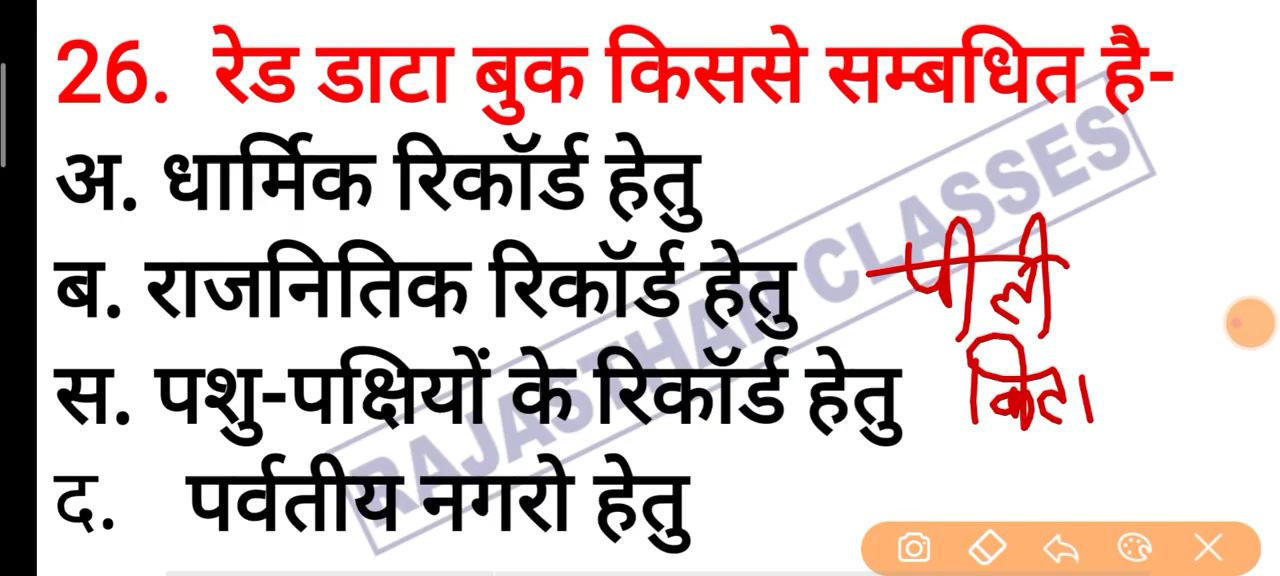 26. रेड डाटा बुक किससे सम्बधित है-
अ. धार्मिक रिकॉर्ड हेतु
ब. राजनितिक रिकॉर्ड हेतु
स. पशु-पक्षियों के रिकॉर्ड हेतु
द. पर्वतीय नगरो हेतु
RAJASTHAN CLASSES
पीली